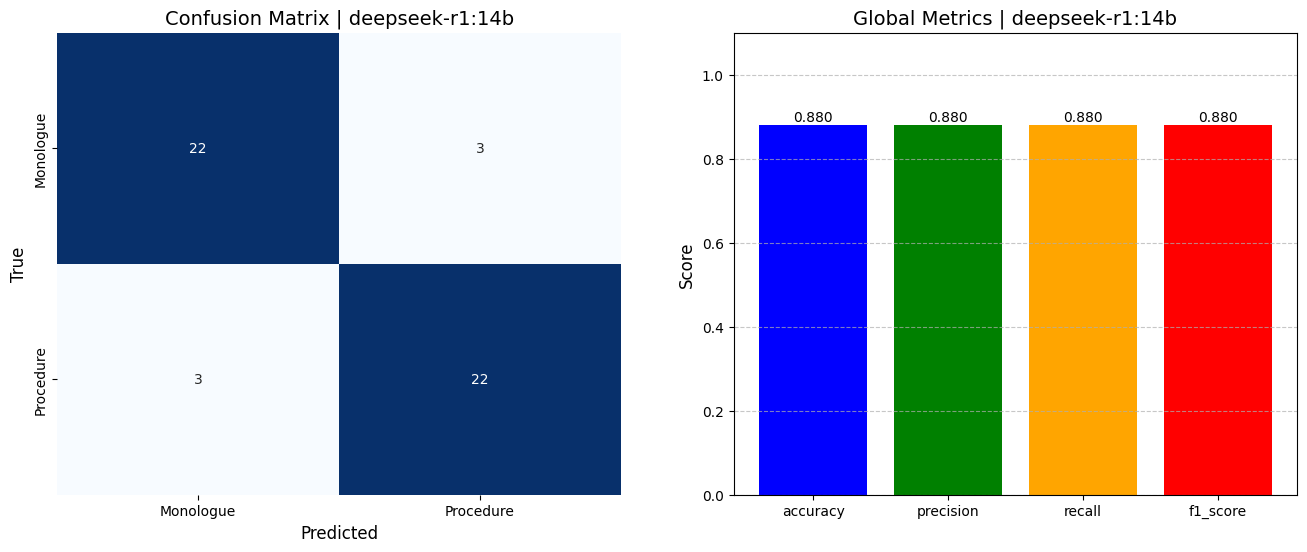 Confusion Matrix | deepseek-r1:14b
True
Monologue
Procedure
22
3
3
22
Monologue
Procedure
Predicted
Global Metrics | deepseek-r1:14b
Score
1.0
0.8
0.6
0.4
0.2
0.0
0.880
0.880
0.880
0.880
accuracy
precision
recall
f1_score